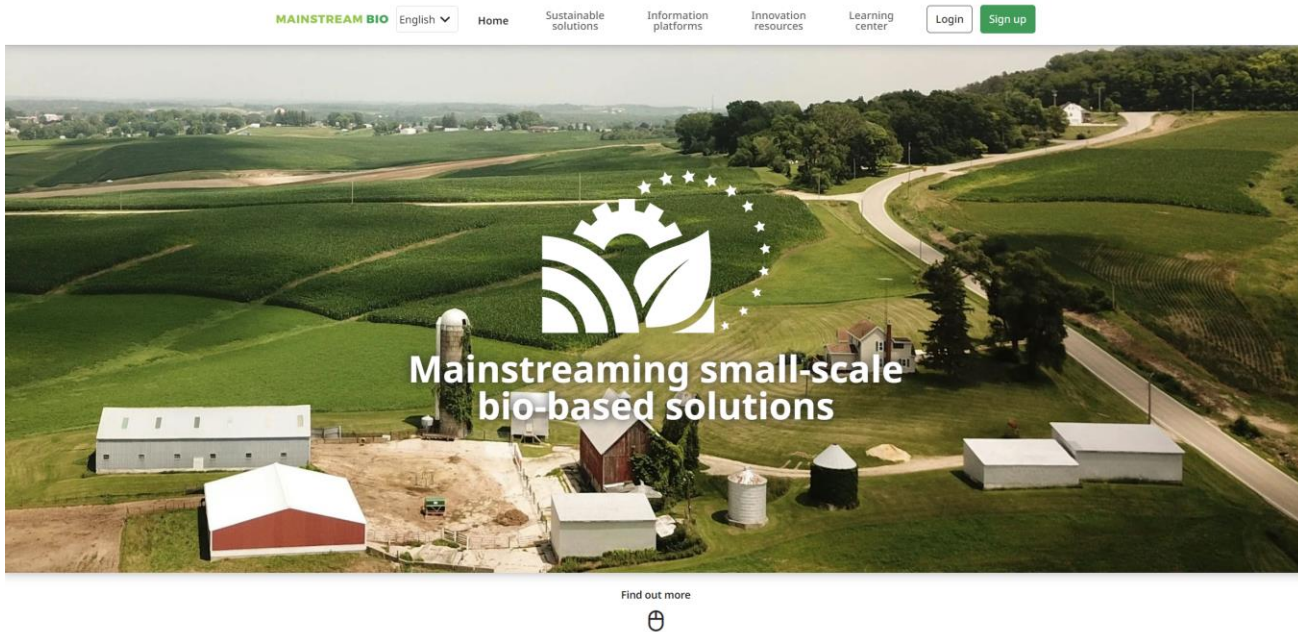 MAINSTREAM BIO
English
Home
Sustainable
solutions
Information
platforms
Innovation
resources
Learning
center
Login
Sign up
Mainstreaming small-scale
bio-based solutions
Find out more